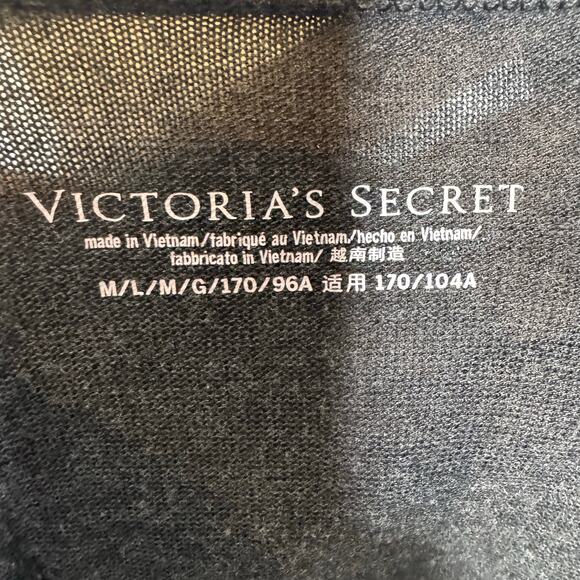 VICTORIA'S SECRET
made in Vietnam/fabriqué au Vietnam/hecho en Vietnam/
fabbricato in Vietnam/ 越南制造
M/L/M/G/170/96A 适用 170/104A